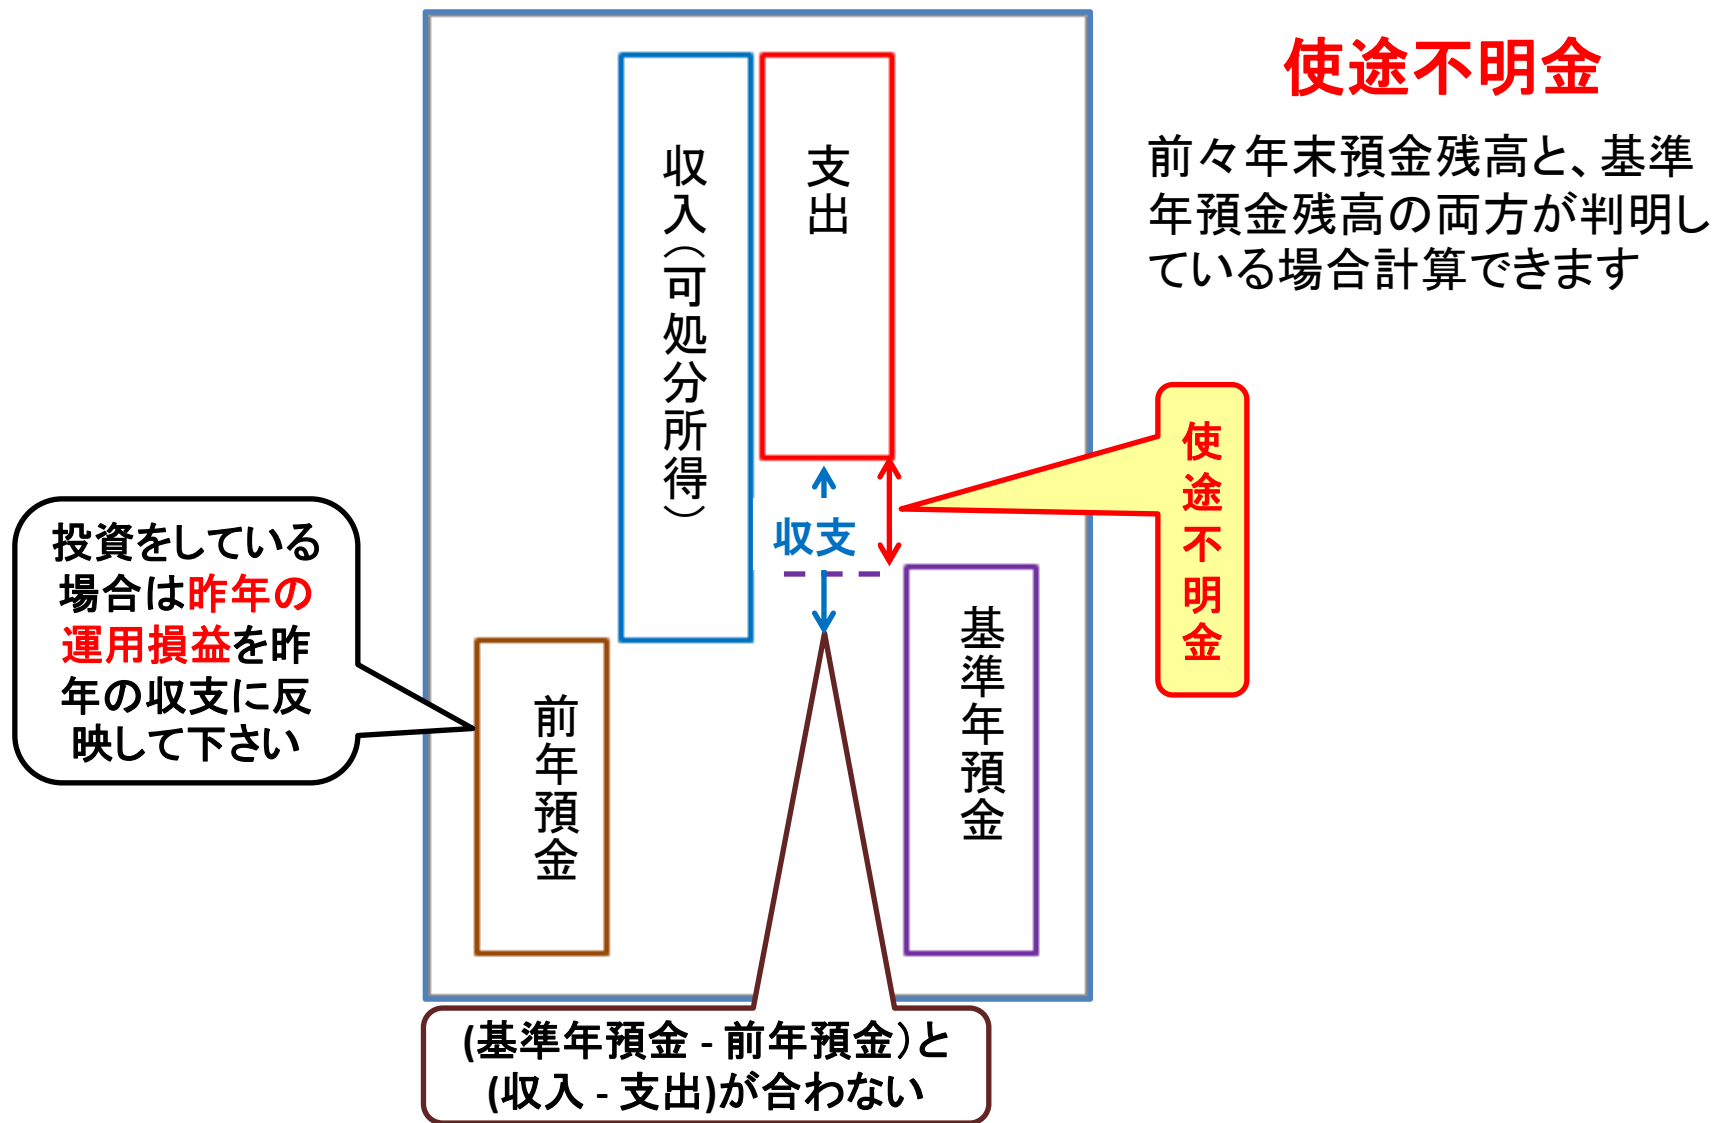 使途不明金
前々年末預金残高と、基準
年預金残高の両方が判明し
ている場合計算できます
収入（可処分所得）
支出
収支
使途不明金
投資をしている
場合は昨年の
運用損益を昨
年の収支に反
映して下さい
前年預金
基準年預金
(基準年預金 - 前年預金）と
(収入 - 支出)が合わない